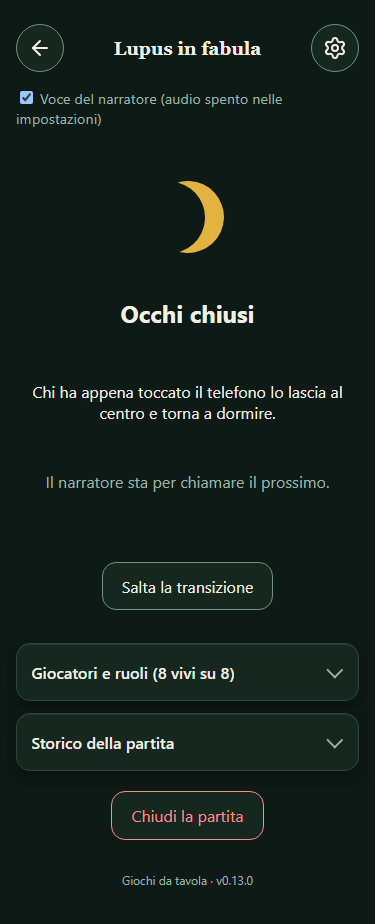 Lupus in fabula
Voce del narratore (audio spento nelle
impostazioni)
Occhi chiusi
Chi ha appena toccato il telefono lo lascia al
centro e torna a dormire.
Il narratore sta per chiamare il prossimo.
Salta la transizione
Giocatori e ruoli (8 vivi su 8)
Storico della partita
Chiudi la partita
Giochi da tavola · v0.13.0